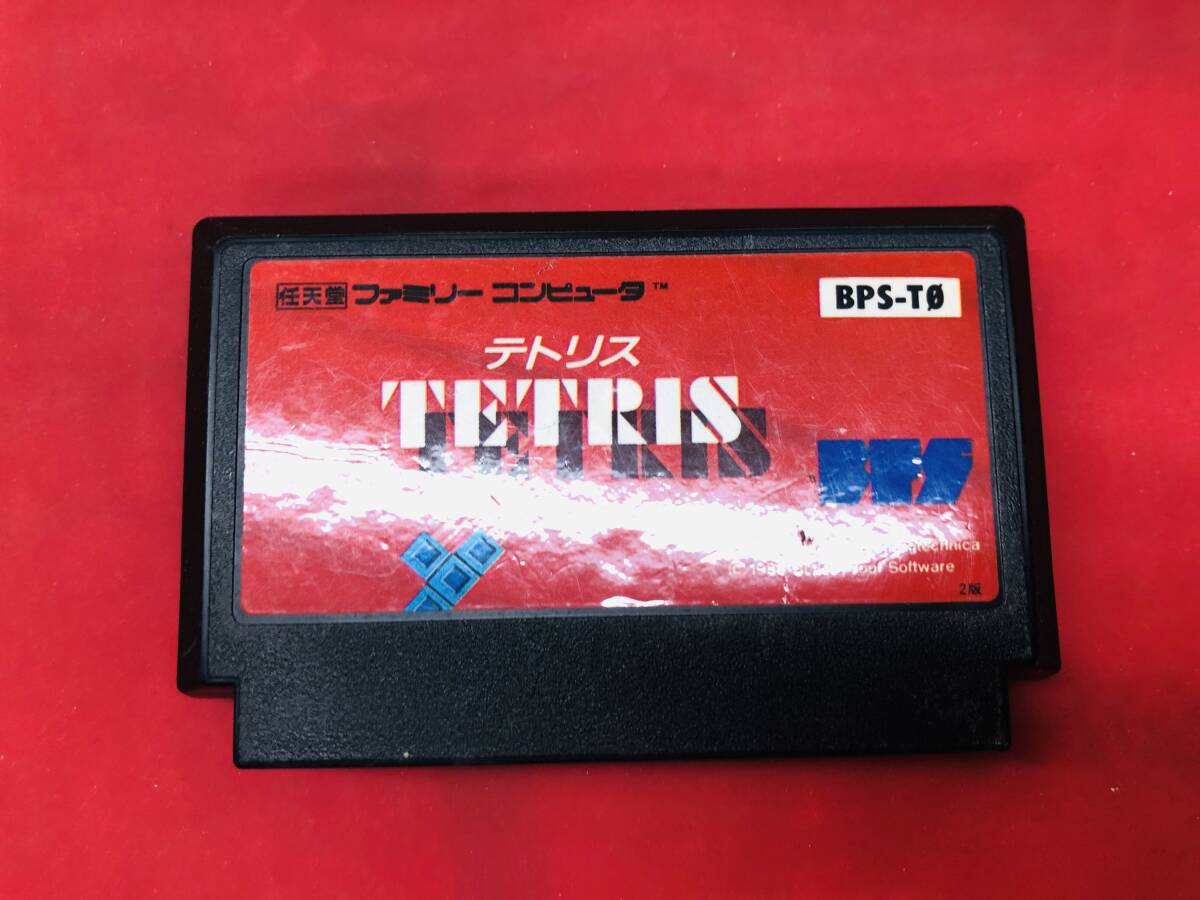 任天堂 ファミリー コンピュータ™
BPS-TØ
テトリス
TETRIS
BPS
© Software
2版